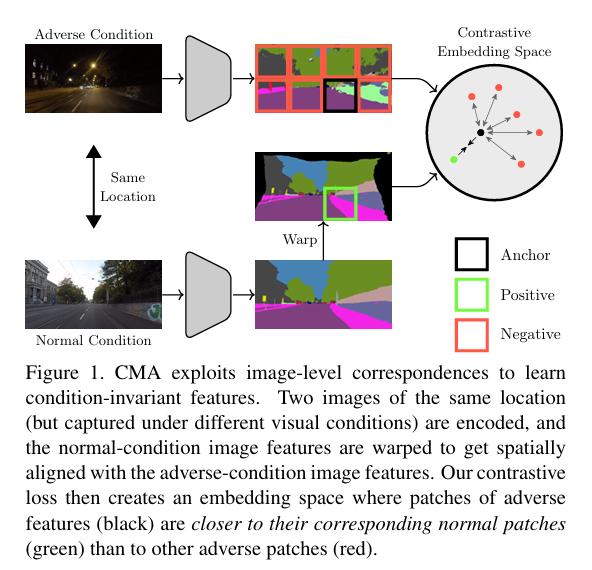 Adverse Condition
Contrastive
Embedding Space
Same
Location
Warp
Normal Condition
Anchor
Positive
Negative
Figure 1. CMA exploits image-level correspondences to learn
condition-invariant features. Two images of the same location
(but captured under different visual conditions) are encoded, and
the normal-condition image features are warped to get spatially
aligned with the adverse-condition image features. Our contrastive
loss then creates an embedding space where patches of adverse
features (black) are closer to their corresponding normal patches
(green) than to other adverse patches (red).